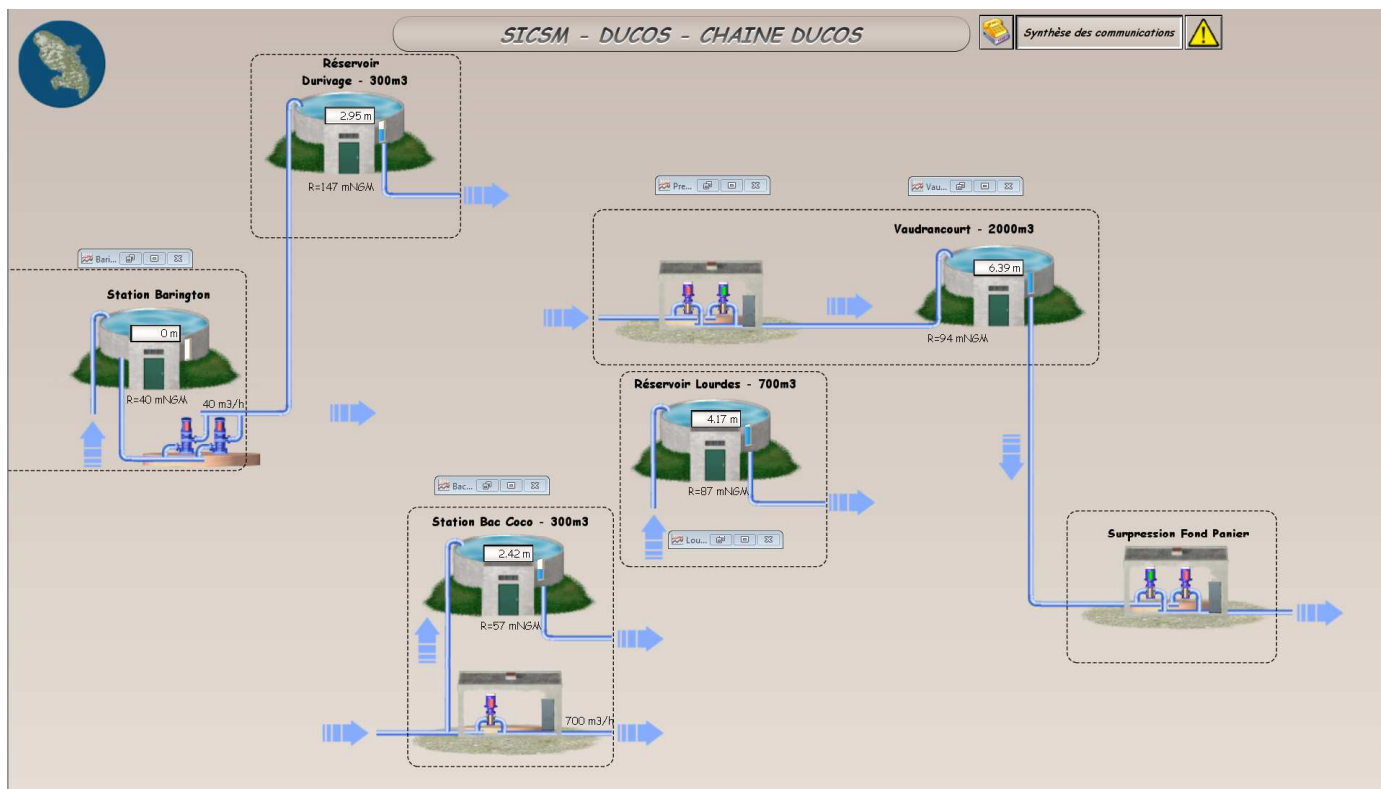 SICSM - DUCOS - CHAINE DUCOS
Synthèse des communications
Réservoir
Durivage - 300m3
2.95 m
R=147 mNGM
Pre...
Vau...
Vaudrancourt - 2000m3
6.39 m
R=94 mNGM
Bari...
Station Barington
0 m
R=40 mNGM
40 m3/h
Réservoir Lourdes - 700m3
4.17 m
R=87 mNGM
Lou...
Bac...
Station Bac Coco - 300m3
2.42 m
R=57 mNGM
700 m3/h
Surpression Fond Panier